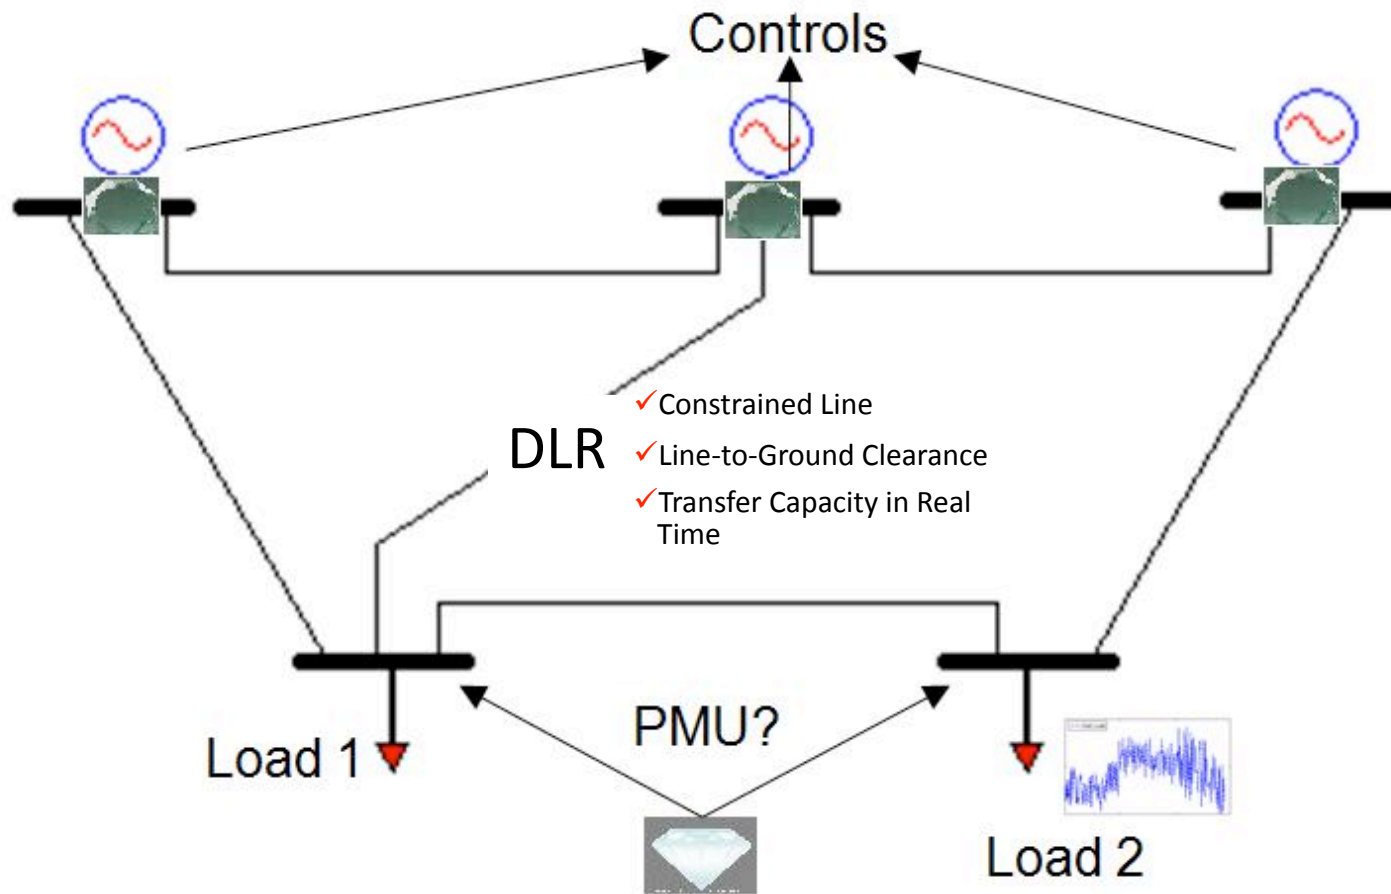 Controls
DLR
Constrained Line
Line-to-Ground Clearance
Transfer Capacity in Real
Time
PMU?
Load 1
Load 2